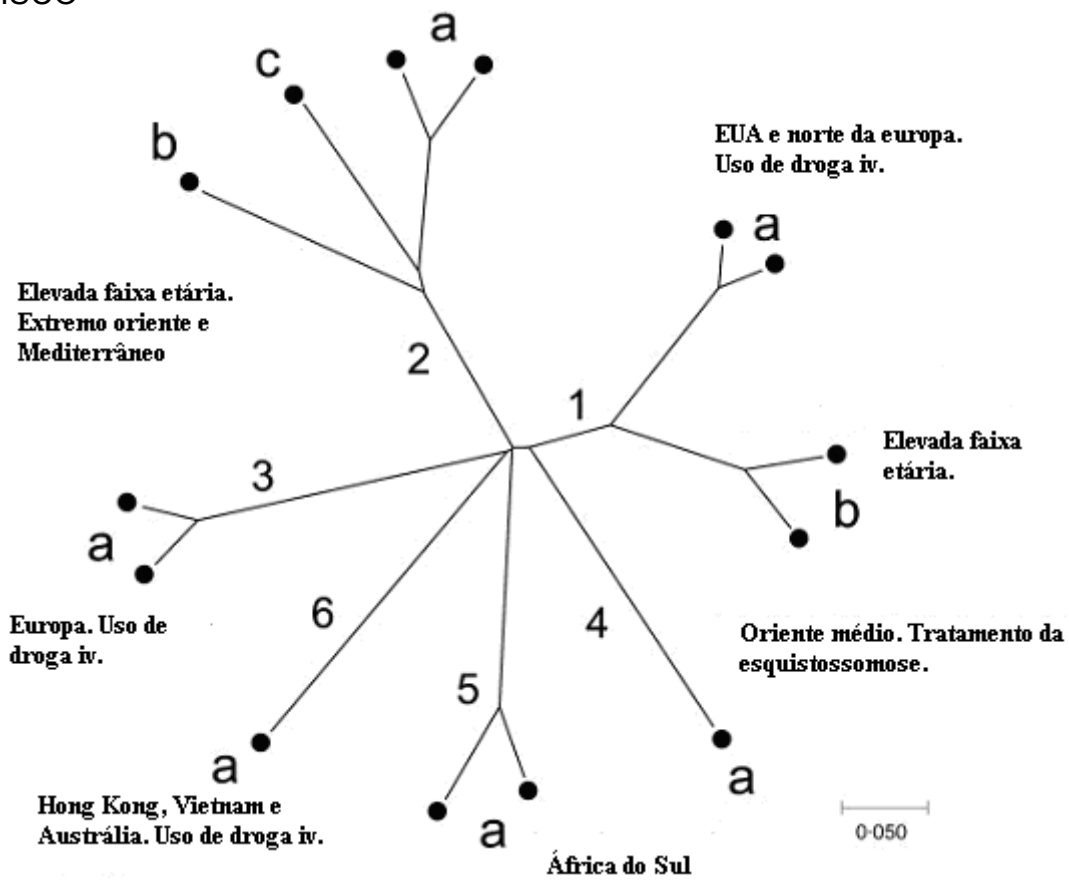 a
c
b
EUA e norte da europa.
Uso de droga iv.
a
Elevada faixa etária.
Extremo oriente e
Mediterrâneo
2
1
Elevada faixa
etária.
b
3
a
Europa. Uso de
droga iv.
6
4
Oriente médio. Tratamento da
esquistossomose.
5
a
a
a
Hong Kong, Vietnam e
Austrália. Uso de droga iv.
0·050
África do Sul